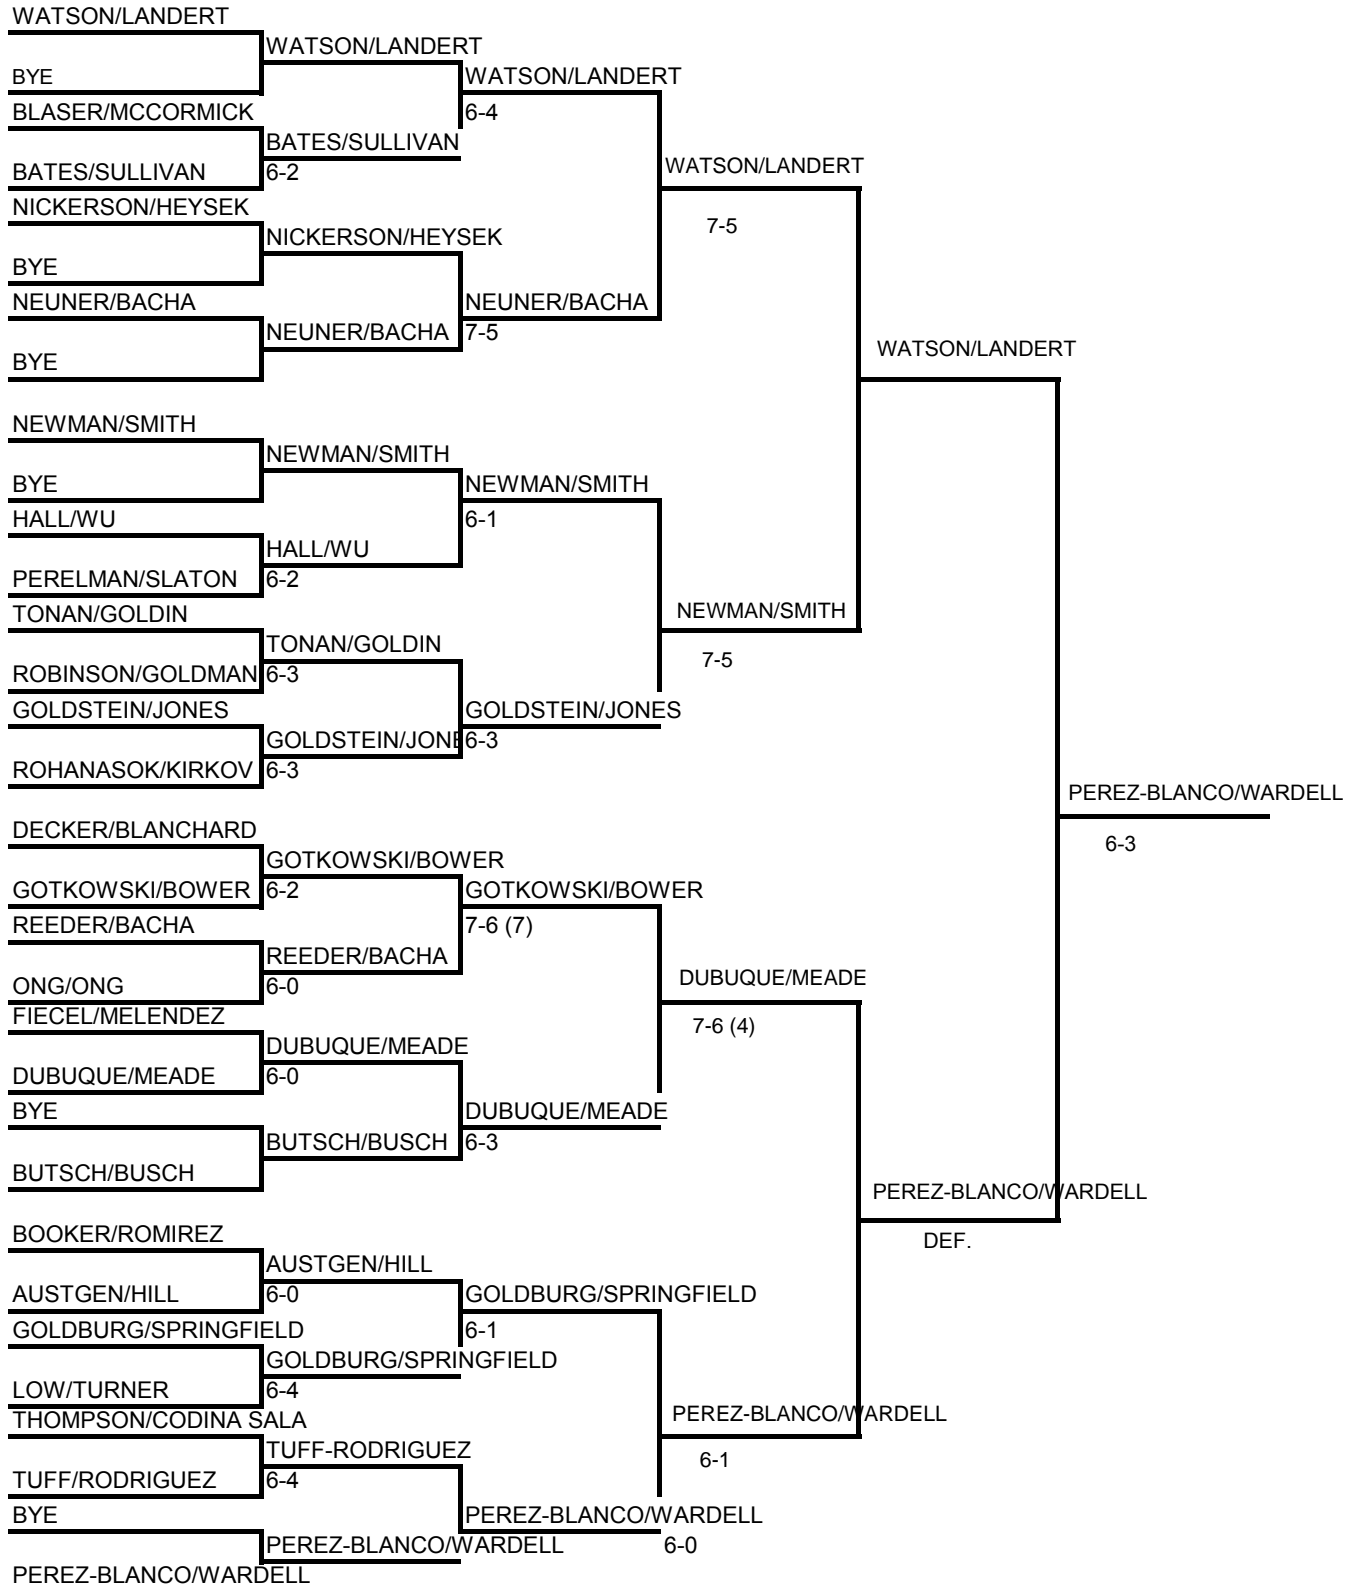 WATSON/LANDERT
BYE
BLASER/MCCORMICK
BATES/SULLIVAN
NICKERSON/HEYSEK
BYE
NEUNER/BACHA
BYE
NEWMAN/SMITH
BYE
HALL/WU
PERELMAN/SLATON
TONAN/GOLDIN
ROBINSON/GOLDMAN
GOLDSTEIN/JONES
ROHANASOK/KIRKOV
DECKER/BLANCHARD
GOTKOWSKI/BOWER
REEDER/BACHA
ONG/ONG
FIECEL/MELENDEZ
DUBUQUE/MEADE
BYE
BUTSCH/BUSCH
BOOKER/ROMIREZ
AUSTGEN/HILL
GOLDBURG/SPRINGFIELD
LOW/TURNER
THOMPSON/CODINA SALA
TUFF/RODRIGUEZ
BYE
PEREZ-BLANCO/WARDELL
WATSON/LANDERT
BATES/SULLIVAN
6-2
NICKERSON/HEYSEK
NEUNER/BACHA
NEWMAN/SMITH
HALL/WU
6-2
TONAN/GOLDIN
6-3
GOLDSTEIN/JONE
6-3
GOTKOWSKI/BOWER
6-2
REEDER/BACHA
6-0
DUBUQUE/MEADE
6-0
BUTSCH/BUSCH
AUSTGEN/HILL
6-0
GOLDBURG/SPRINGFIELD
6-4
TUFF-RODRIGUEZ
6-4
PEREZ-BLANCO/WARDELL
WATSON/LANDERT
6-4
NEUNER/BACHA
7-5
NEWMAN/SMITH
6-1
GOLDSTEIN/JONES
6-3
GOTKOWSKI/BOWER
7-6 (7)
DUBUQUE/MEADE
6-3
GOLDBURG/SPRINGFIELD
6-1
PEREZ-BLANCO/WARDELL
6-0
WATSON/LANDERT
7-5
NEWMAN/SMITH
7-5
DUBUQUE/MEADE
7-6 (4)
PEREZ-BLANCO/WARDELL
6-1
WATSON/LANDERT
PEREZ-BLANCO/WARDELL
DEF.
PEREZ-BLANCO/WARDELL
6-3